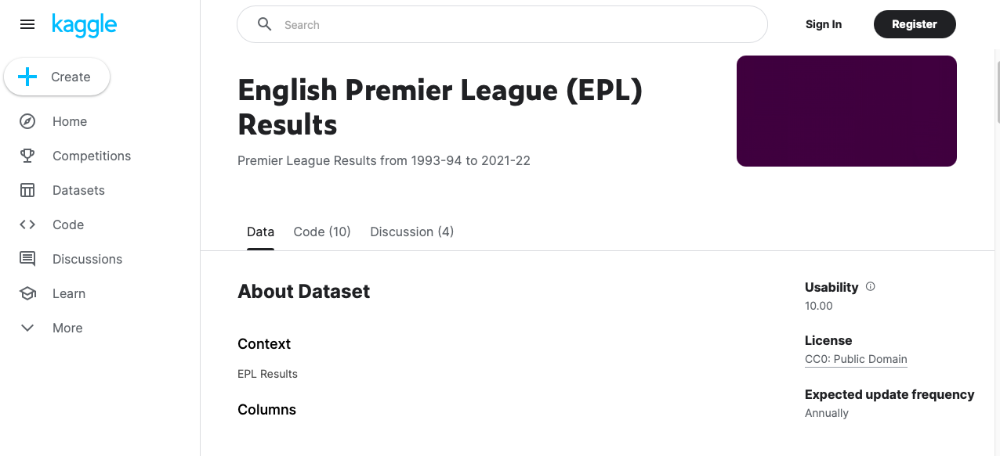 kaggle
Search
Sign In
Register
Create
Home
Competitions
Datasets
Code
Discussions
Learn
More
English Premier League (EPL)
Results
Premier League Results from 1993-94 to 2021-22
Data
Code (10)
Discussion (4)
About Dataset
Context
EPL Results
Columns
Usability
10.00
License
CC0: Public Domain
Expected update frequency
Annually